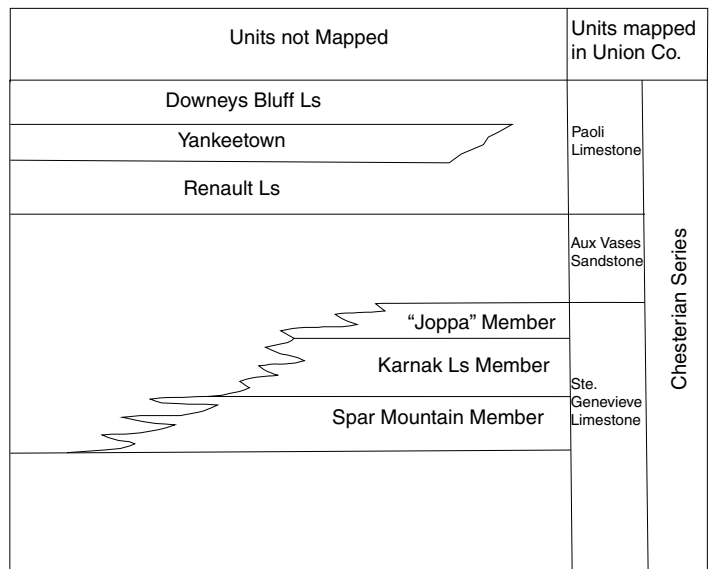 Units not Mapped
Units mapped
in Union Co.
Downeys Bluff Ls
Yankeetown
Renault Ls
Paoli
Limestone
Aux Vases
Sandstone
“Joppa” Member
Karnak Ls Member
Spar Mountain Member
Ste.
Genevieve
Limestone
Chesterian Series